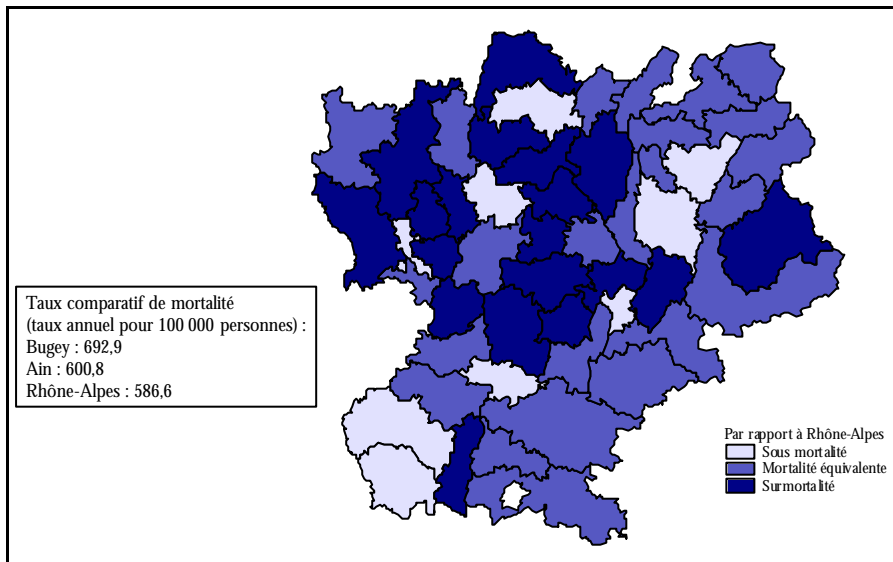 Taux comparatif de mortalité
(taux annuel pour 100 000 personnes) :
Bugey : 692,9
Ain : 600,8
Rhône-Alpes : 586,6
Par rapport à Rhône-Alpes
Sous mortalité
Mortalité équivalente
Surmortalité